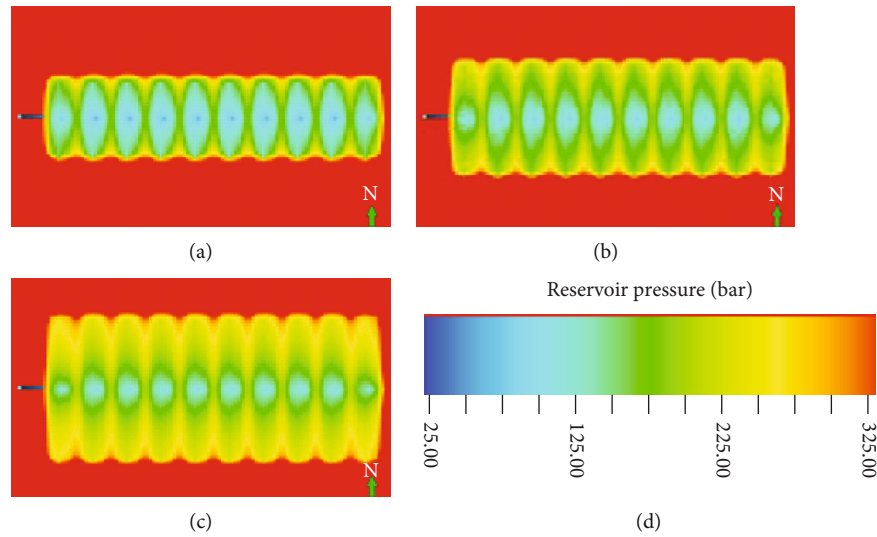 N
(a)
N
(b)
N
(c)
Reservoir pressure (bar)
25.00
125.00
225.00
325.00
(d)